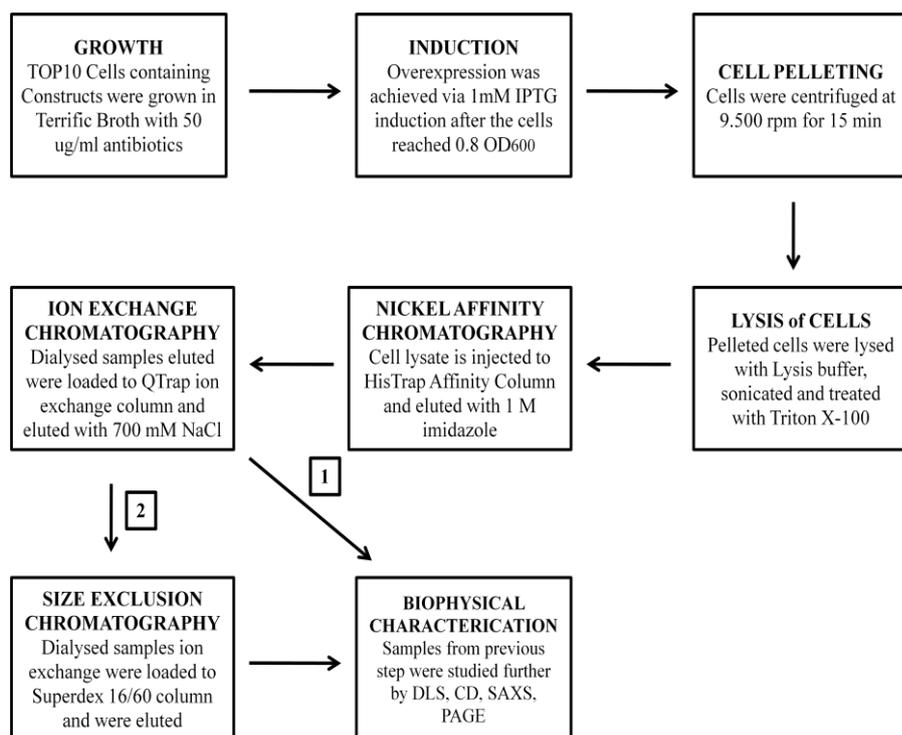 GROWTH
TOP10 Cells containing
Constructs were grown in
Terrific Broth with 50
ug/ml antibiotics
INDUCTION
Overexpression was
achieved via 1mM IPTG
induction after the cells
reached 0.8 OD600
CELL PELLETING
Cells were centrifuged at
9.500 rpm for 15 min
LYSIS of CELLS
Pelleted cells were lysed
with Lysis buffer,
sonicated and treated
with Triton X-100
NICKEL AFFINITY
CHROMATOGRAPHY
Cell lysate is injected to
HisTrap Affinity Column
and eluted with 1 M
imidazole
ION EXCHANGE
CHROMATOGRAPHY
Dialysed samples eluted
were loaded to QTrap ion
exchange column and
eluted with 700 mM NaCl
1
2
SIZE EXCLUSION
CHROMATOGRAPHY
Dialysed samples ion
exchange were loaded to
Superdex 16/60 column
and were eluted
BIOPHYSICAL
CHARACTERICATION
Samples from previous
step were studied further
by DLS, CD, SAXS,
PAGE